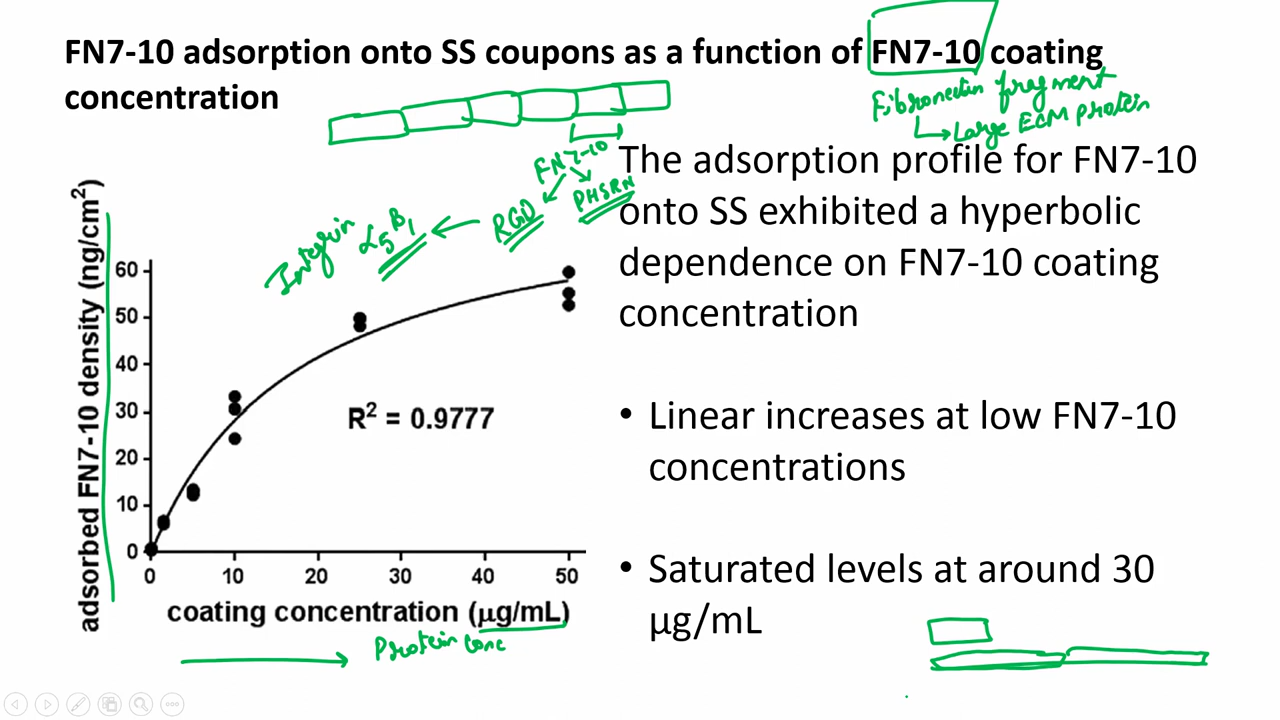 FN7-10 adsorption onto SS coupons as a function of FN7-10 coating
concentration
Fibronectin fragment
Large ECM protein
FN7-10
PHSRN
RGD
Integrin α5 β1
The adsorption profile for FN7-10
onto SS exhibited a hyperbolic
dependence on FN7-10 coating
concentration
• Linear increases at low FN7-10
concentrations
• Saturated levels at around 30
μg/mL
adsorbed FN7-10 density (ng/cm²)
60
50
40
30
20
10
0
R² = 0.9777
0 10 20 30 40 50
coating concentration (μg/mL)
Protein conc